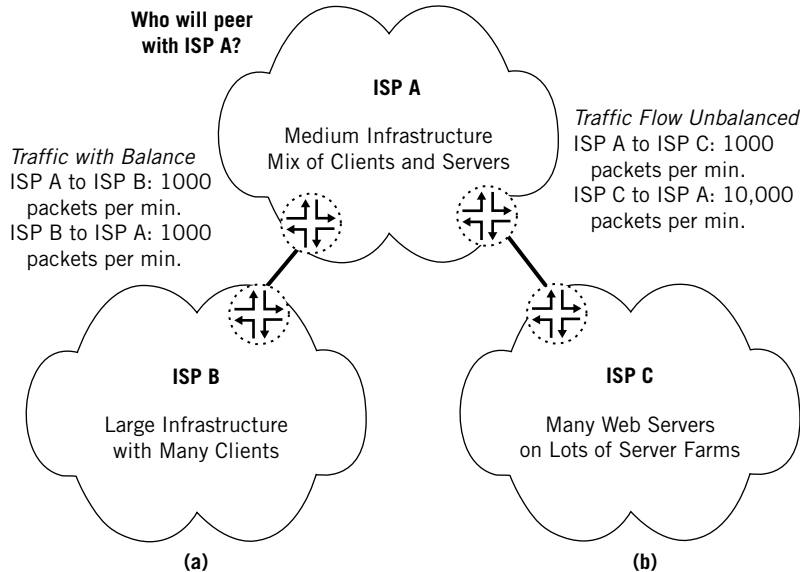 Who will peer
with ISP A?
ISP A
Medium Infrastructure
Mix of Clients and Servers
Traffic with Balance
ISP A to ISP B: 1000
packets per min.
ISP B to ISP A: 1000
packets per min.
Traffic Flow Unbalanced
ISP A to ISP C: 1000
packets per min.
ISP C to ISP A: 10,000
packets per min.
ISP B
Large Infrastructure
with Many Clients
ISP C
Many Web Servers
on Lots of Server Farms
(a)
(b)